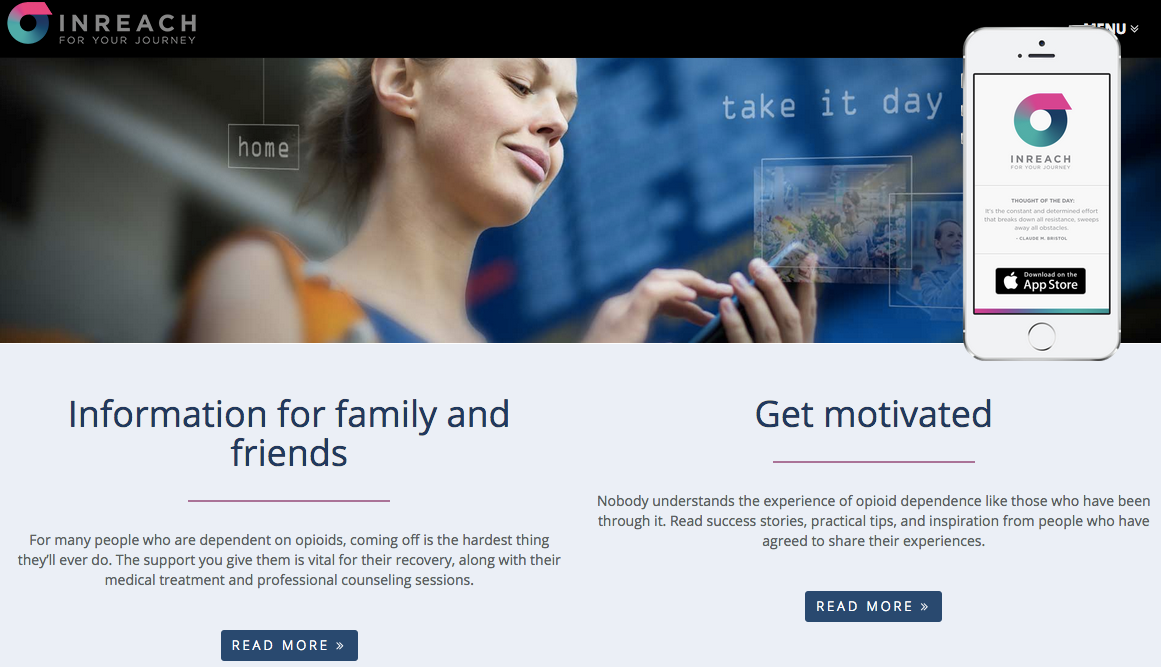 INREACH
FOR YOUR JOURNEY
MENU
home
take it day
INREACH
FOR YOUR JOURNEY
THOUGHT OF THE DAY:
It's the constant and determined effort
that breaks down all resistance, sweeps
away all obstacles.
- CLAUDE M. BRISTOL
Download on the
App Store
Information for family and
friends
For many people who are dependent on opioids, coming off is the hardest thing
they'll ever do. The support you give them is vital for their recovery, along with their
medical treatment and professional counseling sessions.
READ MORE »
Get motivated
Nobody understands the experience of opioid dependence like those who have been
through it. Read success stories, practical tips, and inspiration from people who have
agreed to share their experiences.
READ MORE »